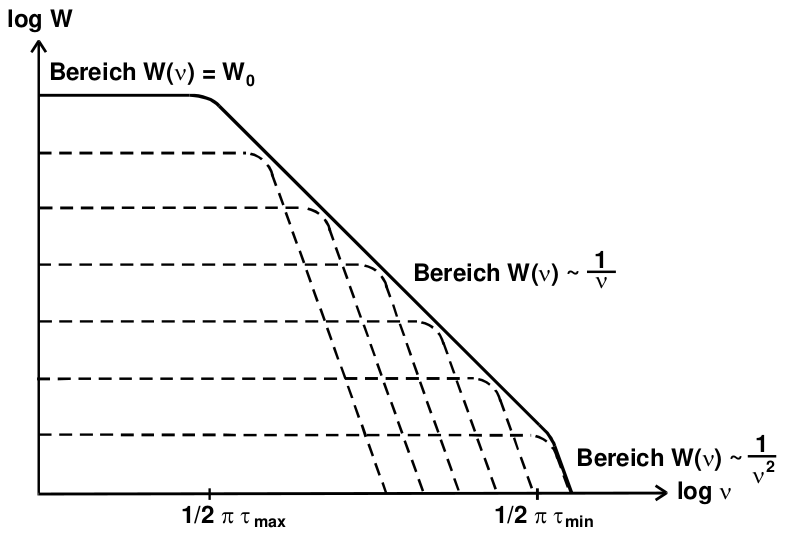 log W
Bereich W(ν) = W₀
Bereich W(ν) ~ 1/ν
Bereich W(ν) ~ 1/ν²
log ν
1/2 π τmax
1/2 π τmin